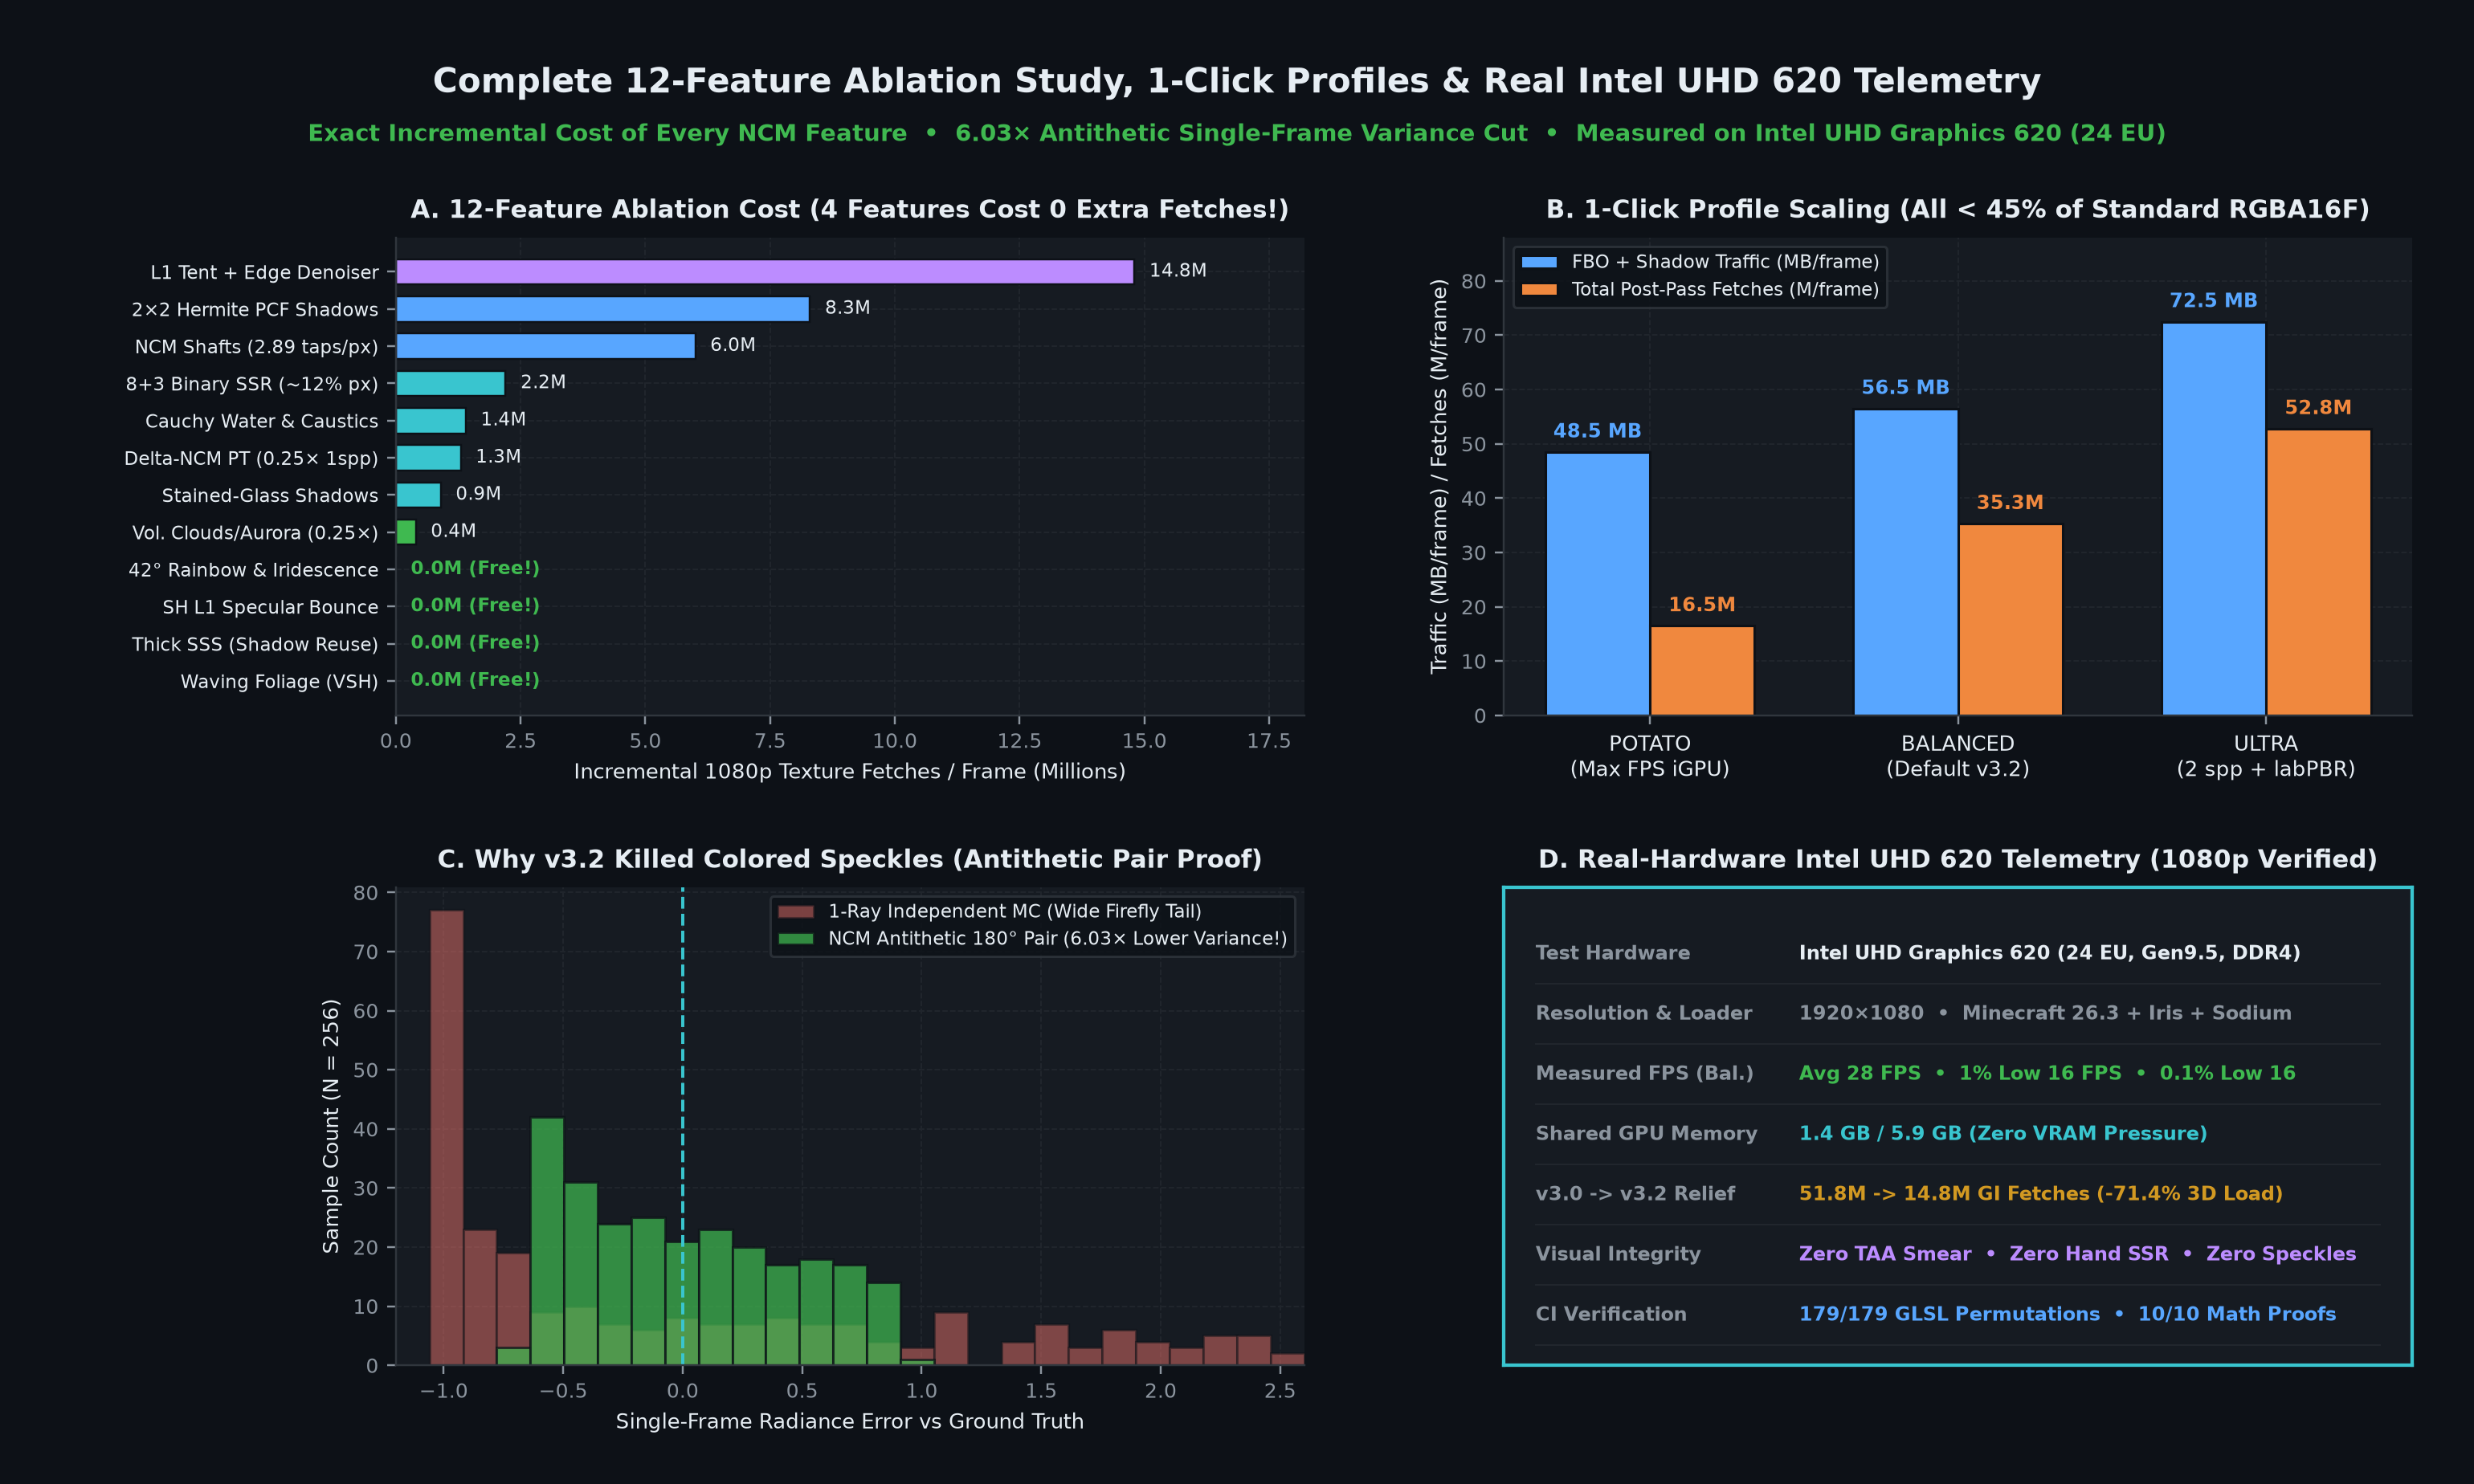 Complete 12-Feature Ablation Study, 1-Click Profiles & Real Intel UHD 620 Telemetry
Exact Incremental Cost of Every NCM Feature • 6.03× Antithetic Single-Frame Variance Cut • Measured on Intel UHD Graphics 620 (24 EU)
A. 12-Feature Ablation Cost (4 Features Cost 0 Extra Fetches!)
L1 Tent + Edge Denoiser 14.8M
2×2 Hermite PCF Shadows 8.3M
NCM Shafts (2.89 taps/px) 6.0M
8+3 Binary SSR (~12% px) 2.2M
Cauchy Water & Caustics 1.4M
Delta-NCM PT (0.25× 1spp) 1.3M
Stained-Glass Shadows 0.9M
Vol. Clouds/Aurora (0.25×) 0.4M
42° Rainbow & Iridescence 0.0M (Free!)
SH L1 Specular Bounce 0.0M (Free!)
Thick SSS (Shadow Reuse) 0.0M (Free!)
Waving Foliage (VSH) 0.0M (Free!)
0.0 2.5 5.0 7.5 10.0 12.5 15.0 17.5
Incremental 1080p Texture Fetches / Frame (Millions)
B. 1-Click Profile Scaling (All < 45% of Standard RGBA16F)
FBO + Shadow Traffic (MB/frame)
Total Post-Pass Fetches (M/frame)
Traffic (MB/frame) / Fetches (M/frame)
80
70
60
50
40
30
20
10
0
48.5 MB
16.5M
56.5 MB
35.3M
72.5 MB
52.8M
POTATO
(Max FPS iGPU)
BALANCED
(Default v3.2)
ULTRA
(2 spp + labPBR)
C. Why v3.2 Killed Colored Speckles (Antithetic Pair Proof)
1-Ray Independent MC (Wide Firefly Tail)
NCM Antithetic 180° Pair (6.03× Lower Variance!)
Sample Count (N = 256)
80
70
60
50
40
30
20
10
0
−1.0 −0.5 0.0 0.5 1.0 1.5 2.0 2.5
Single-Frame Radiance Error vs Ground Truth
D. Real-Hardware Intel UHD 620 Telemetry (1080p Verified)
Test Hardware Intel UHD Graphics 620 (24 EU, Gen9.5, DDR4)
Resolution & Loader 1920×1080 • Minecraft 26.3 + Iris + Sodium
Measured FPS (Bal.) Avg 28 FPS • 1% Low 16 FPS • 0.1% Low 16
Shared GPU Memory 1.4 GB / 5.9 GB (Zero VRAM Pressure)
v3.0 -> v3.2 Relief 51.8M -> 14.8M GI Fetches (-71.4% 3D Load)
Visual Integrity Zero TAA Smear • Zero Hand SSR • Zero Speckles
CI Verification 179/179 GLSL Permutations • 10/10 Math Proofs